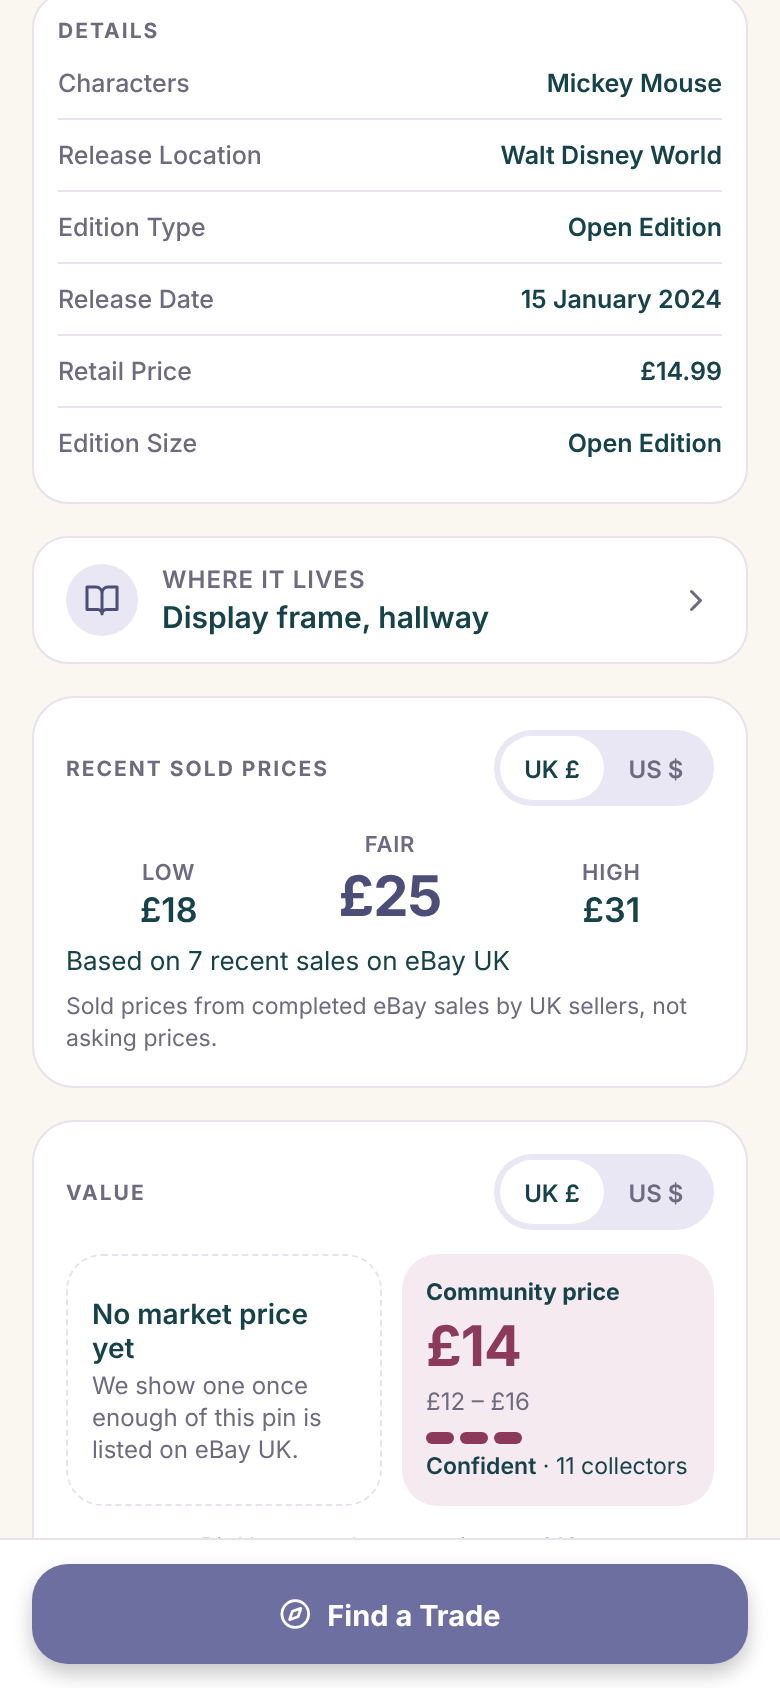 DETAILS
Characters Mickey Mouse
Release Location Walt Disney World
Edition Type Open Edition
Release Date 15 January 2024
Retail Price £14.99
Edition Size Open Edition
WHERE IT LIVES
Display frame, hallway
RECENT SOLD PRICES UK £ US $
LOW FAIR HIGH
£18 £25 £31
Based on 7 recent sales on eBay UK
Sold prices from completed eBay sales by UK sellers, not
asking prices.
VALUE UK £ US $
No market price
yet
We show one once
enough of this pin is
listed on eBay UK.
Community price
£14
£12 – £16
Confident · 11 collectors
Find a Trade